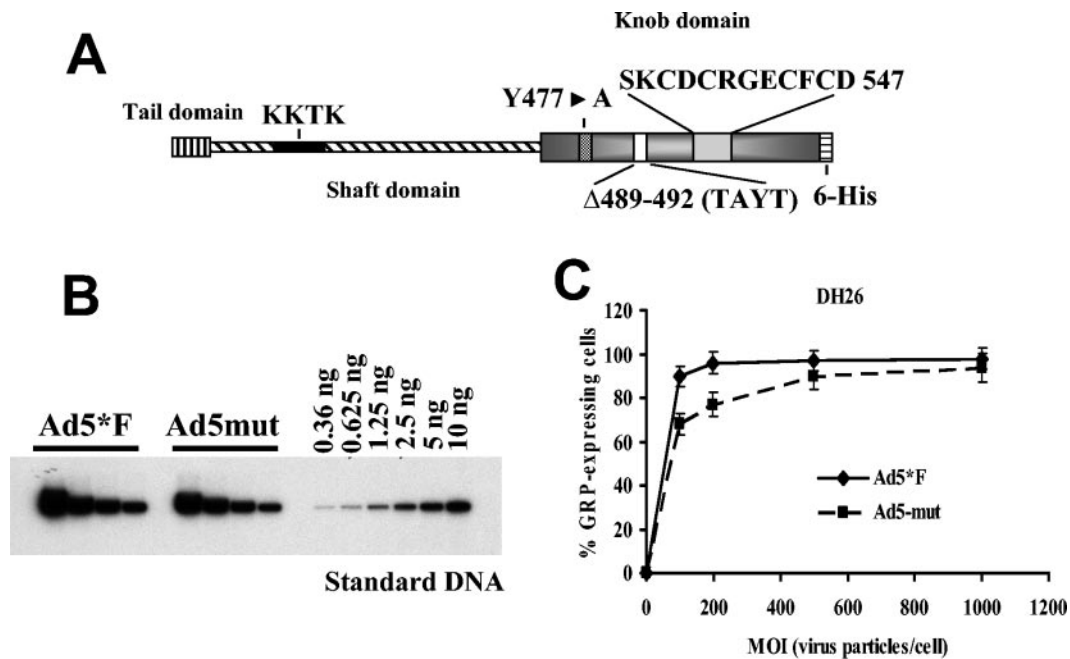 A
Knob domain
SKCDCRGECFCD 547
Y477 ► A
Tail domain
KKTK
Shaft domain
Δ489-492 (TAYT)
6-His
B
Ad5*F
Ad5mut
0.36 ng
0.625 ng
1.25 ng
2.5 ng
5 ng
10 ng
Standard DNA
C
DH26
% GRP-expressing cells
120
100
80
60
40
20
0
Ad5*F
Ad5-mut
0
200
400
600
800
1000
1200
MOI (virus particles/cell)